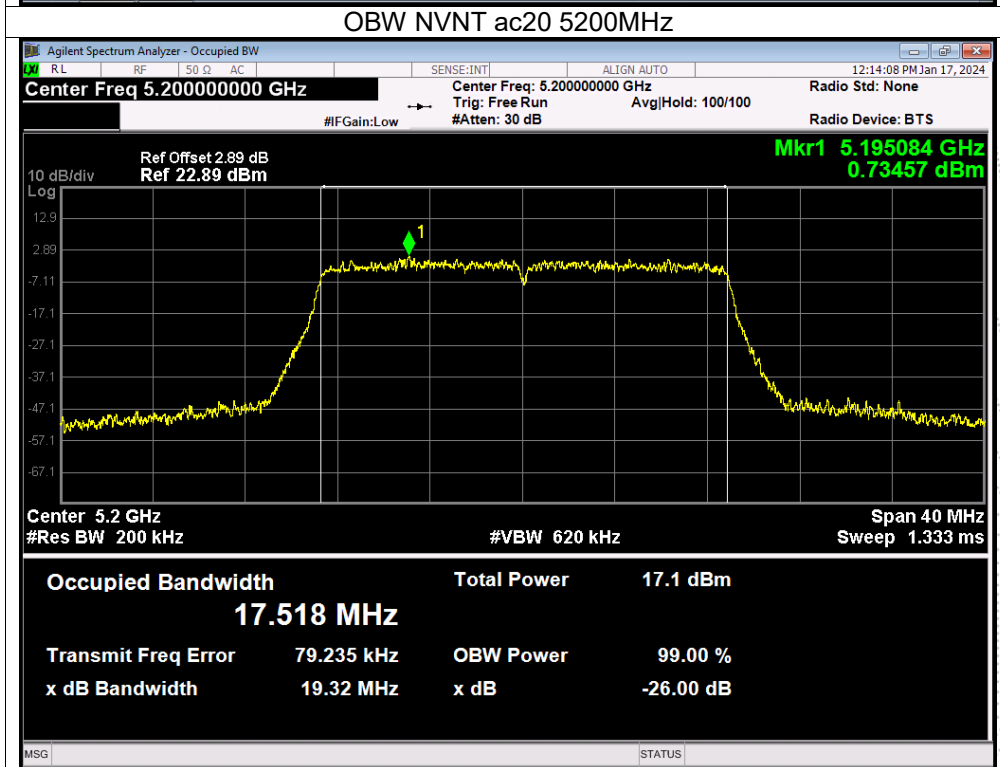 OBW NVNT ac20 5200MHz
Agilent Spectrum Analyzer - Occupied BW
LXI RL RF 50 Ω AC SENSE:INT ALIGN AUTO 12:14:08 PM Jan 17, 2024
Center Freq 5.200000000 GHz Center Freq: 5.200000000 GHz Radio Std: None
Trig: Free Run Avg|Hold: 100/100
#IFGain:Low #Atten: 30 dB Radio Device: BTS
Ref Offset 2.89 dB Mkr1 5.195084 GHz
10 dB/div Ref 22.89 dBm 0.73457 dBm
Log
12.9
1
2.89
-7.11
-17.1
-27.1
-37.1
-47.1
-57.1
-67.1
Center 5.2 GHz Span 40 MHz
#Res BW 200 kHz #VBW 620 kHz Sweep 1.333 ms
Occupied Bandwidth Total Power 17.1 dBm
17.518 MHz
Transmit Freq Error 79.235 kHz OBW Power 99.00 %
x dB Bandwidth 19.32 MHz x dB -26.00 dB
MSG STATUS